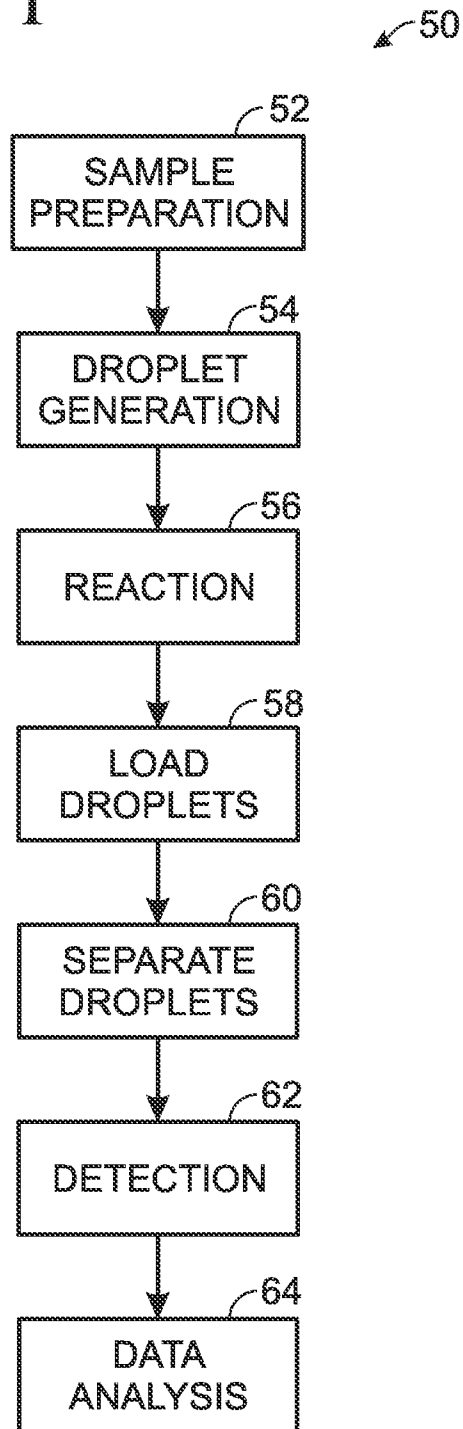 50
52
SAMPLE
PREPARATION
54
DROPLET
GENERATION
56
REACTION
58
LOAD
DROPLETS
60
SEPARATE
DROPLETS
62
DETECTION
64
DATA
ANALYSIS